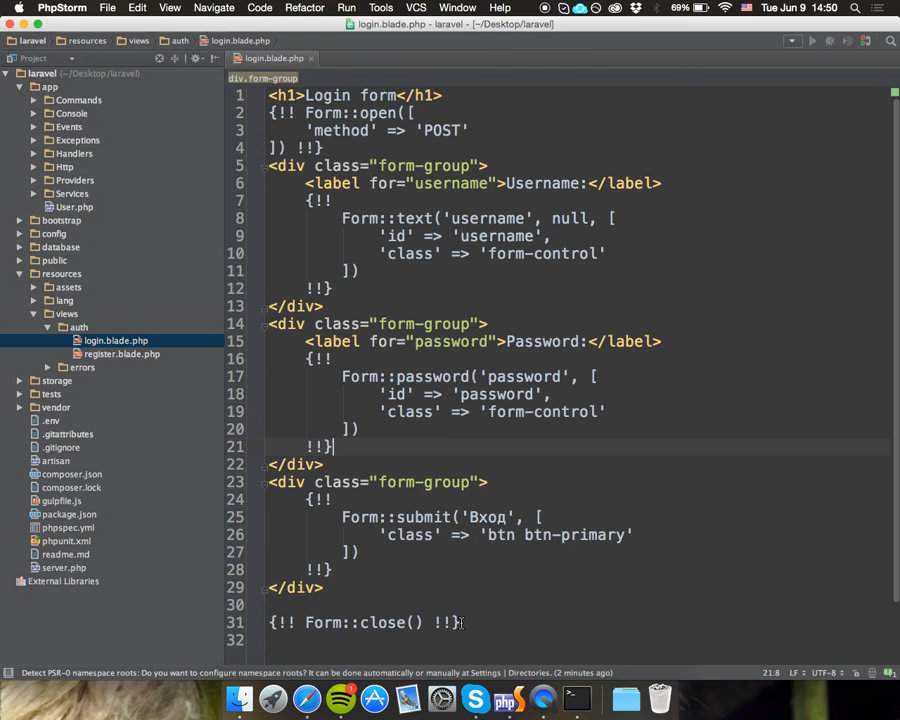 PhpStorm File Edit View Navigate Code Refactor Run Tools VCS Window Help 69% Tue Jun 9 14:50
login.blade.php - laravel - [~/Desktop/laravel]
laravel resources views auth login.blade.php
Project
login.blade.php
div.form-group
laravel (~/Desktop/laravel)
app
Commands
Console
Events
Exceptions
Handlers
Http
Providers
Services
User.php
bootstrap
config
database
public
resources
assets
lang
views
auth
login.blade.php
register.blade.php
errors
storage
tests
vendor
.env
.gitattributes
.gitignore
artisan
composer.json
composer.lock
gulpfile.js
package.json
phpspec.yml
phpunit.xml
readme.md
server.php
External Libraries
1 <h1>Login form</h1>
2 {!! Form::open([
3 'method' => 'POST'
4 ]) !!}
5 <div class="form-group">
6 <label for="username">Username:</label>
7 {!!
8 Form::text('username', null, [
9 'id' => 'username',
10 'class' => 'form-control'
11 ])
12 !!}
13 </div>
14 <div class="form-group">
15 <label for="password">Password:</label>
16 {!!
17 Form::password('password', [
18 'id' => 'password',
19 'class' => 'form-control'
20 ])
21 !!}
22 </div>
23 <div class="form-group">
24 {!!
25 Form::submit('Вход', [
26 'class' => 'btn btn-primary'
27 ])
28 !!}
29 </div>
30
31 {!! Form::close() !!}
32
Detect PSR-0 namespace roots: Do you want to configure namespace roots? It can be done automatically or manually at Settings | Directories. (2 minutes ago) 21:8 LF UTF-8
1
php